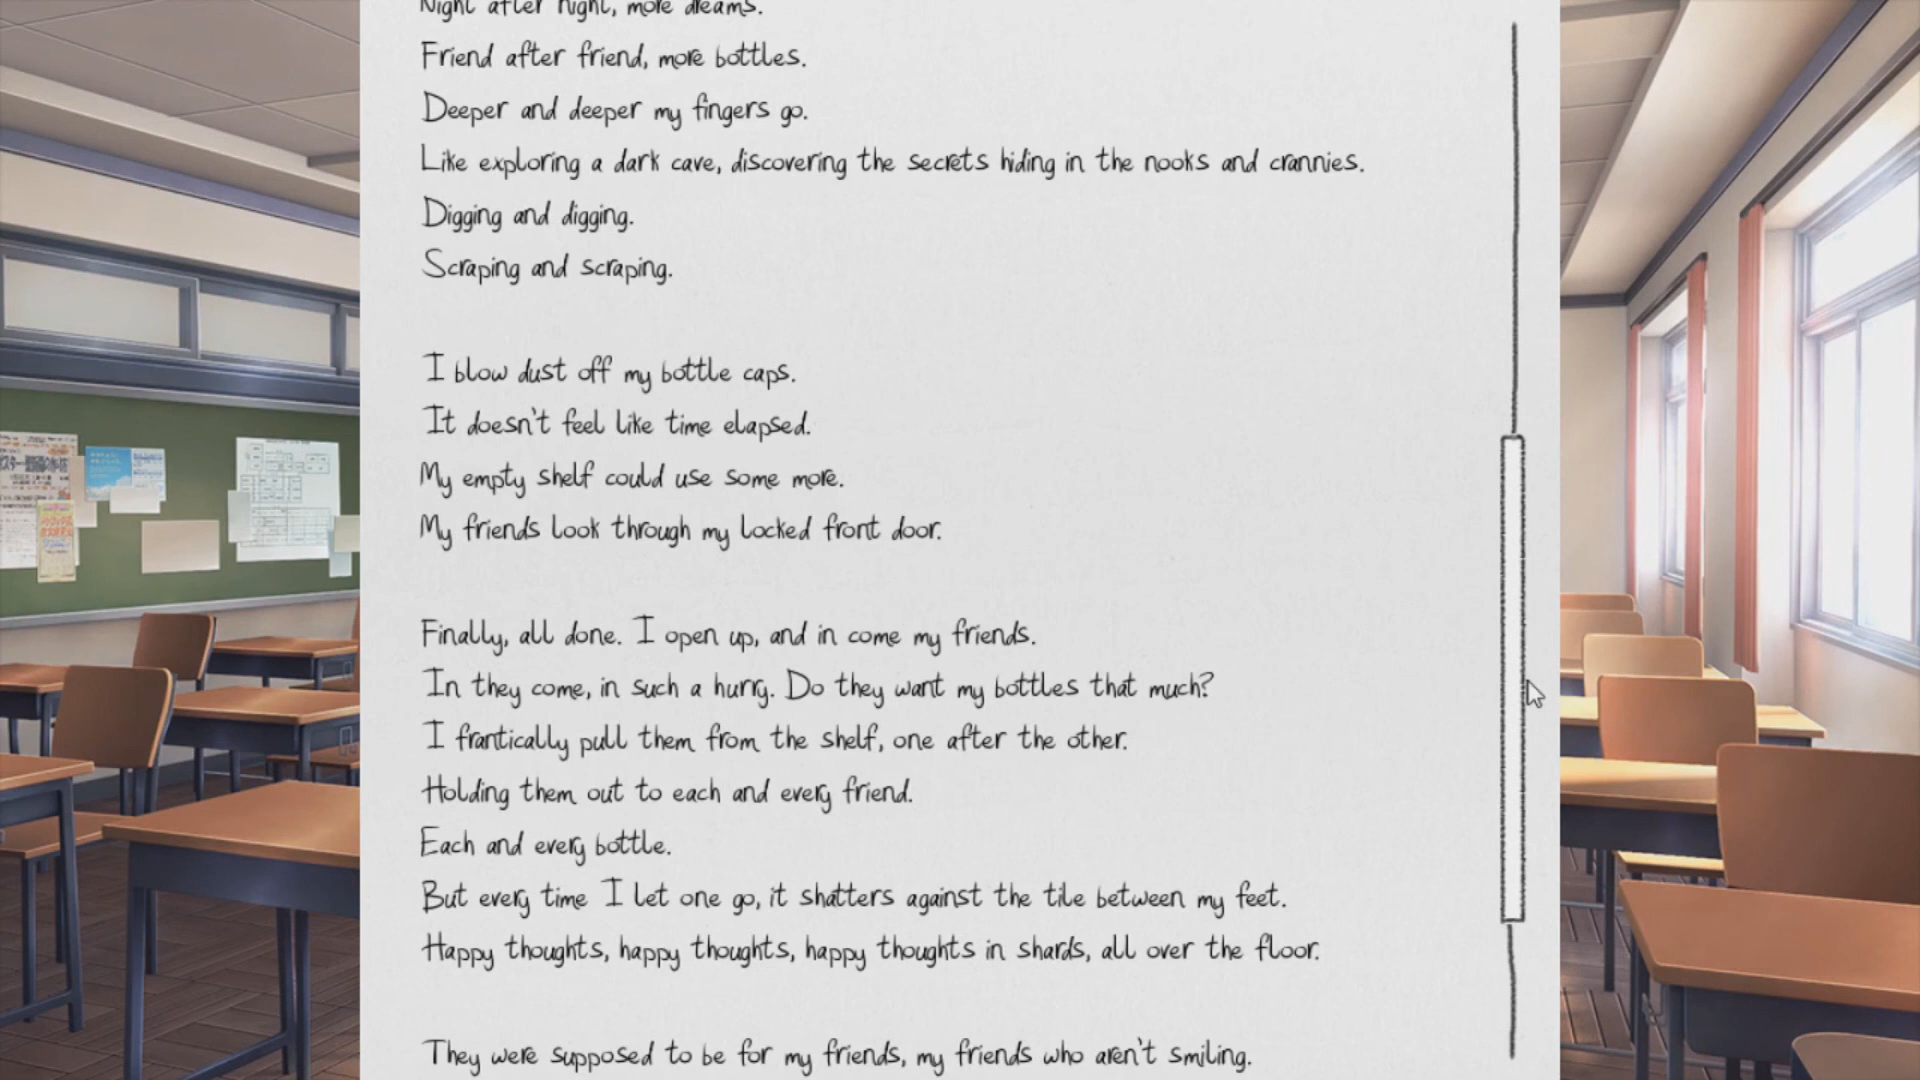 Night after night, more dreams.
Friend after friend, more bottles.
Deeper and deeper my fingers go.
Like exploring a dark cave, discovering the secrets hiding in the nooks and crannies.
Digging and digging.
Scraping and scraping.
I blow dust off my bottle caps.
It doesn't feel like time elapsed.
My empty shelf could use some more.
My friends look through my locked front door.
Finally, all done. I open up, and in come my friends.
In they come, in such a hurry. Do they want my bottles that much?
I frantically pull them from the shelf, one after the other.
Holding them out to each and every friend.
Each and every bottle.
But every time I let one go, it shatters against the tile between my feet.
Happy thoughts, happy thoughts, happy thoughts in shards, all over the floor.
They were supposed to be for my friends, my friends who aren't smiling.